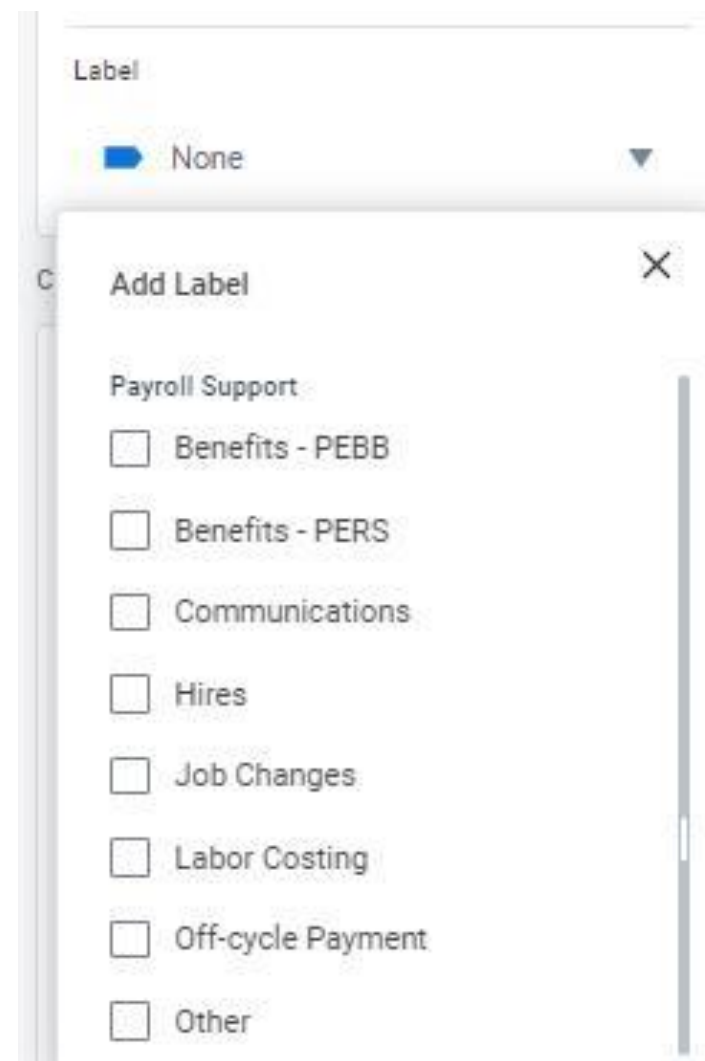 Label
None
C
Add Label
Payroll Support
Benefits - PEBB
Benefits - PERS
Communications
Hires
Job Changes
Labor Costing
Off-cycle Payment
Other